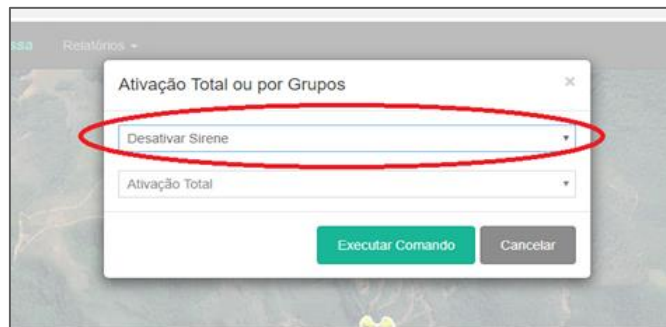 ssa Relatórios
Ativação Total ou por Grupos ×
Desativar Sirene
Ativação Total
Executar Comando Cancelar